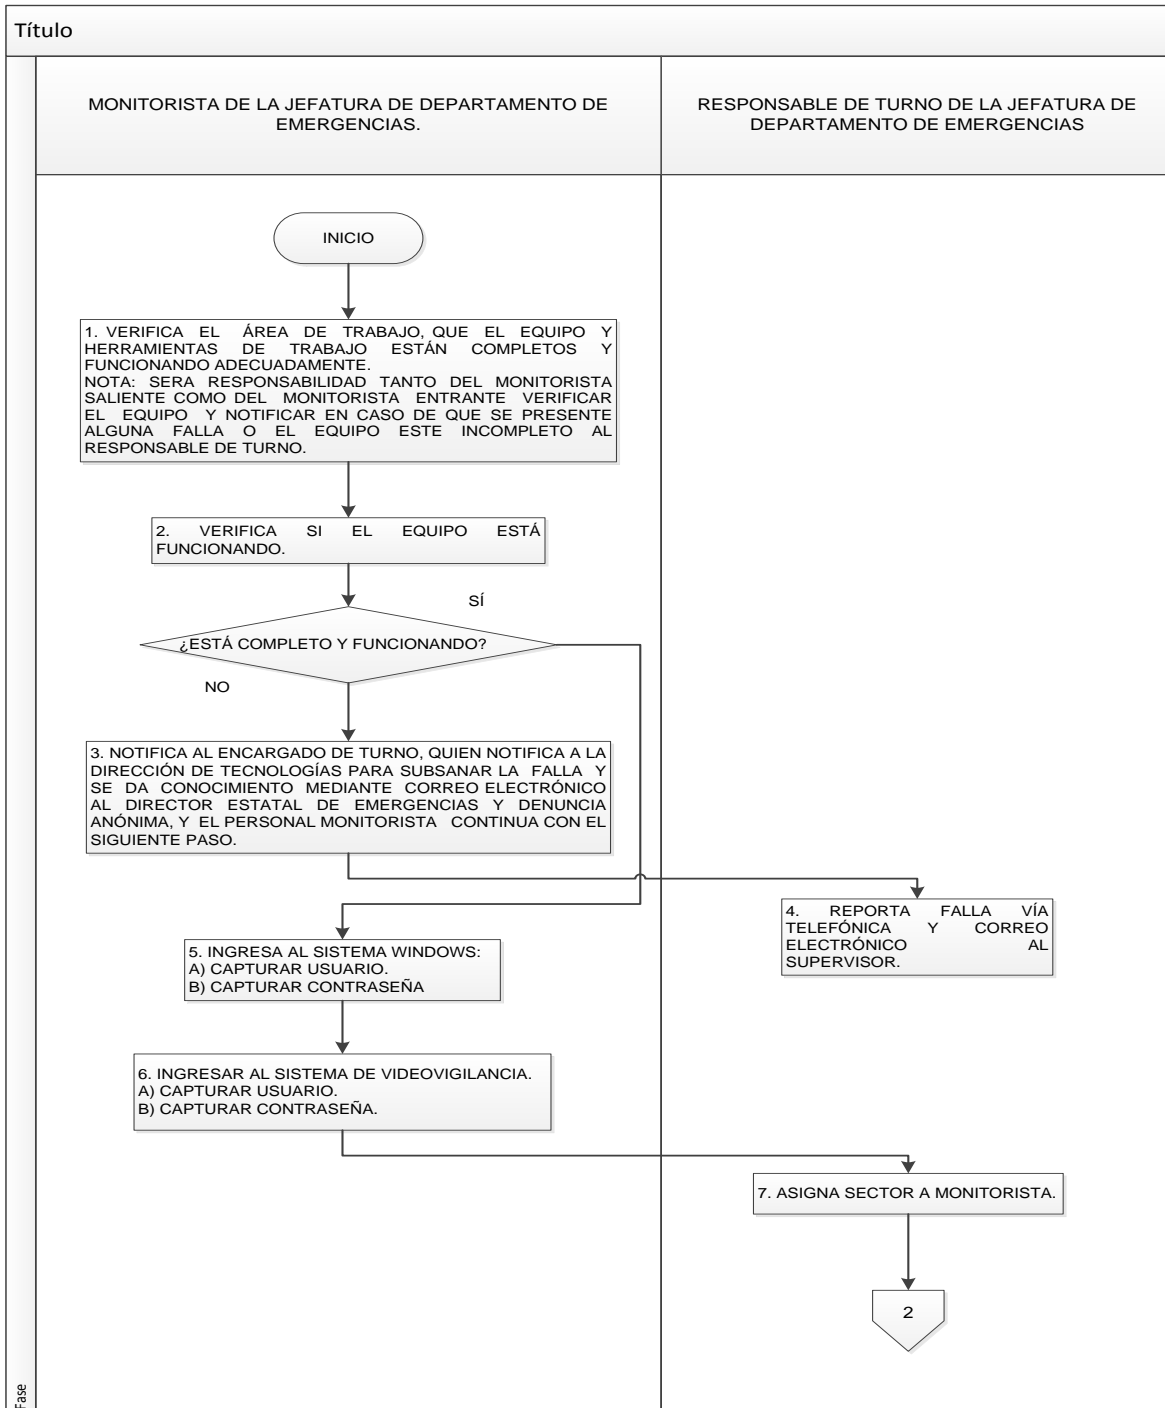 Título
MONITORISTA DE LA JEFATURA DE DEPARTAMENTO DE
EMERGENCIAS.
RESPONSABLE DE TURNO DE LA JEFATURA DE
DEPARTAMENTO DE EMERGENCIAS
INICIO
1. VERIFICA EL ÁREA DE TRABAJO, QUE EL EQUIPO Y
HERRAMIENTAS DE TRABAJO ESTÁN COMPLETOS Y
FUNCIONANDO ADECUADAMENTE.
NOTA: SERA RESPONSABILIDAD TANTO DEL MONITORISTA
SALIENTE COMO DEL MONITORISTA ENTRANTE VERIFICAR
EL EQUIPO Y NOTIFICAR EN CASO DE QUE SE PRESENTE
ALGUNA FALLA O EL EQUIPO ESTE INCOMPLETO AL
RESPONSABLE DE TURNO.
2. VERIFICA SI EL EQUIPO ESTÁ
FUNCIONANDO.
SÍ
¿ESTÁ COMPLETO Y FUNCIONANDO?
NO
3. NOTIFICA AL ENCARGADO DE TURNO, QUIEN NOTIFICA A LA
DIRECCIÓN DE TECNOLOGÍAS PARA SUBSANAR LA FALLA Y
SE DA CONOCIMIENTO MEDIANTE CORREO ELECTRÓNICO
AL DIRECTOR ESTATAL DE EMERGENCIAS Y DENUNCIA
ANÓNIMA, Y EL PERSONAL MONITORISTA CONTINUA CON EL
SIGUIENTE PASO.
4. REPORTA FALLA VÍA
TELEFÓNICA Y CORREO
ELECTRÓNICO AL
SUPERVISOR.
5. INGRESA AL SISTEMA WINDOWS:
A) CAPTURAR USUARIO.
B) CAPTURAR CONTRASEÑA
6. INGRESAR AL SISTEMA DE VIDEOVIGILANCIA.
A) CAPTURAR USUARIO.
B) CAPTURAR CONTRASEÑA.
7. ASIGNA SECTOR A MONITORISTA.
2
Fase